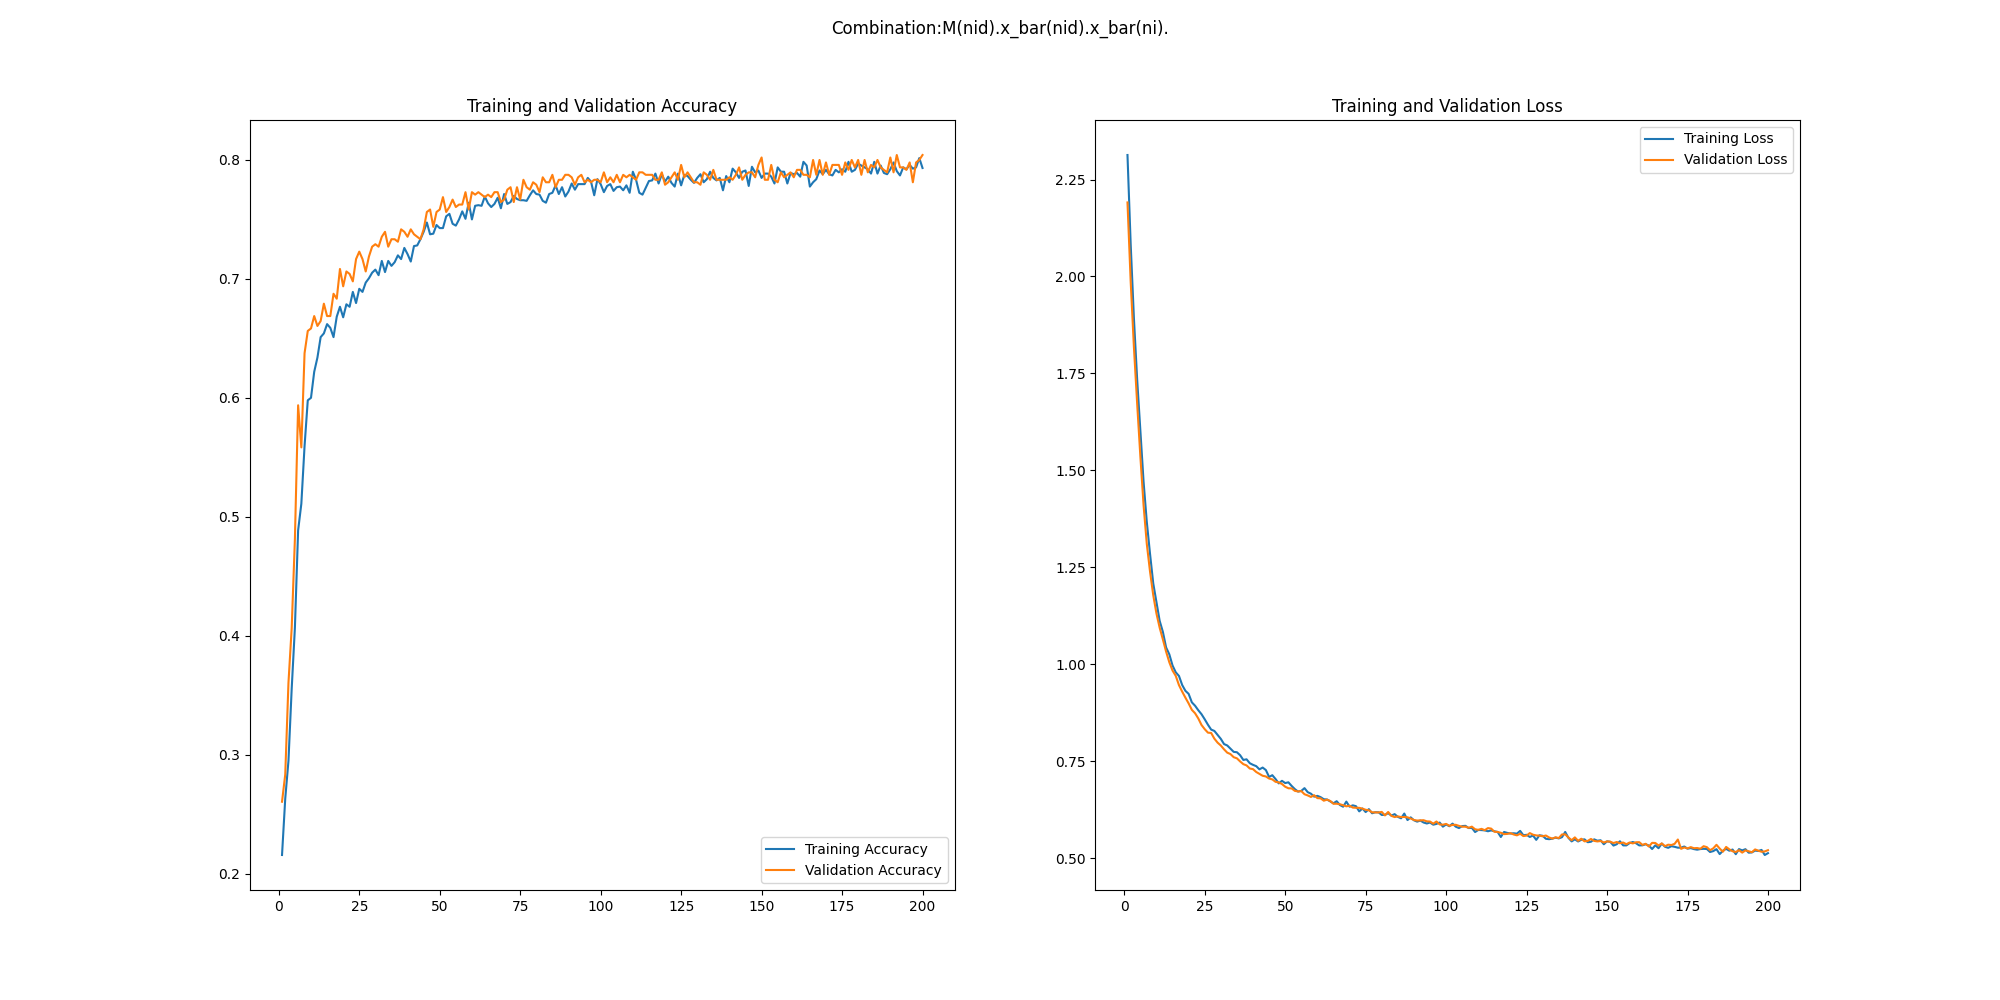 Combination:M(nid).x_bar(nid).x_bar(ni).
Training and Validation Accuracy
0.8
0.7
0.6
0.5
0.4
0.3
0.2
Training Accuracy
Validation Accuracy
0 25 50 75 100 125 150 175 200
Training and Validation Loss
Training Loss
Validation Loss
2.25
2.00
1.75
1.50
1.25
1.00
0.75
0.50
0 25 50 75 100 125 150 175 200